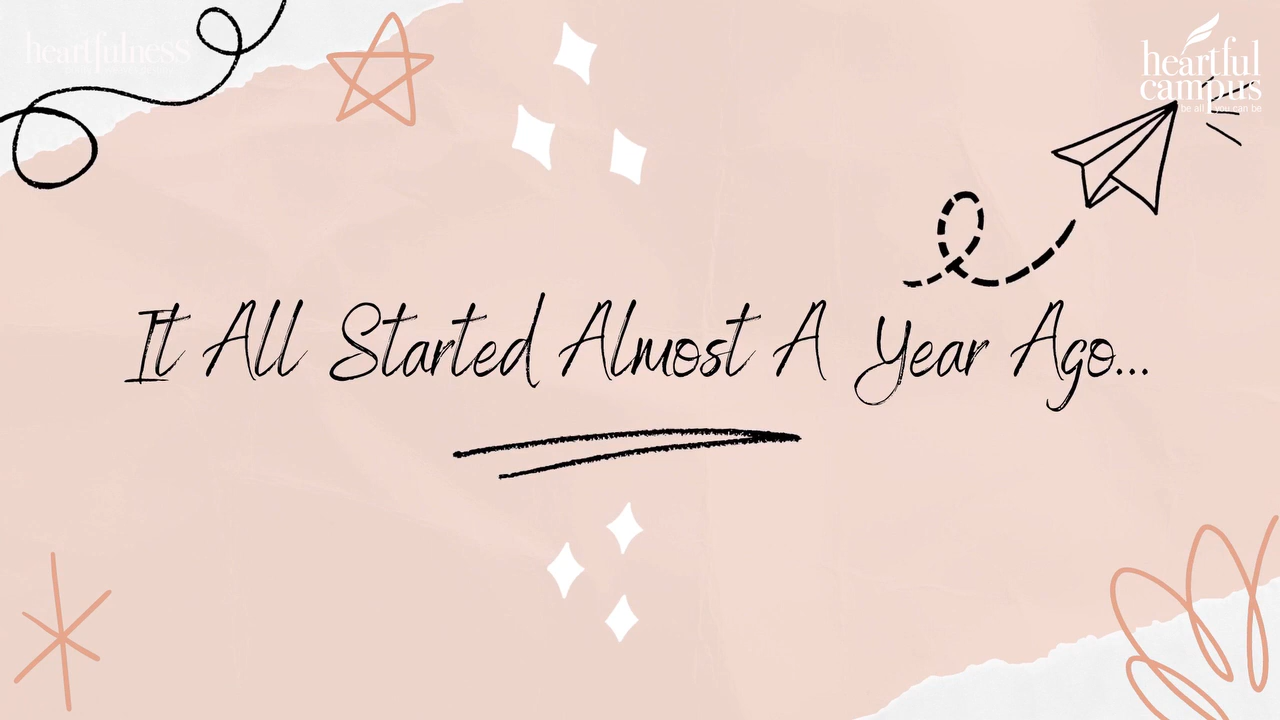 heartfulness
heartful
campus
be all you can be
It All Started Almost A Year Ago...